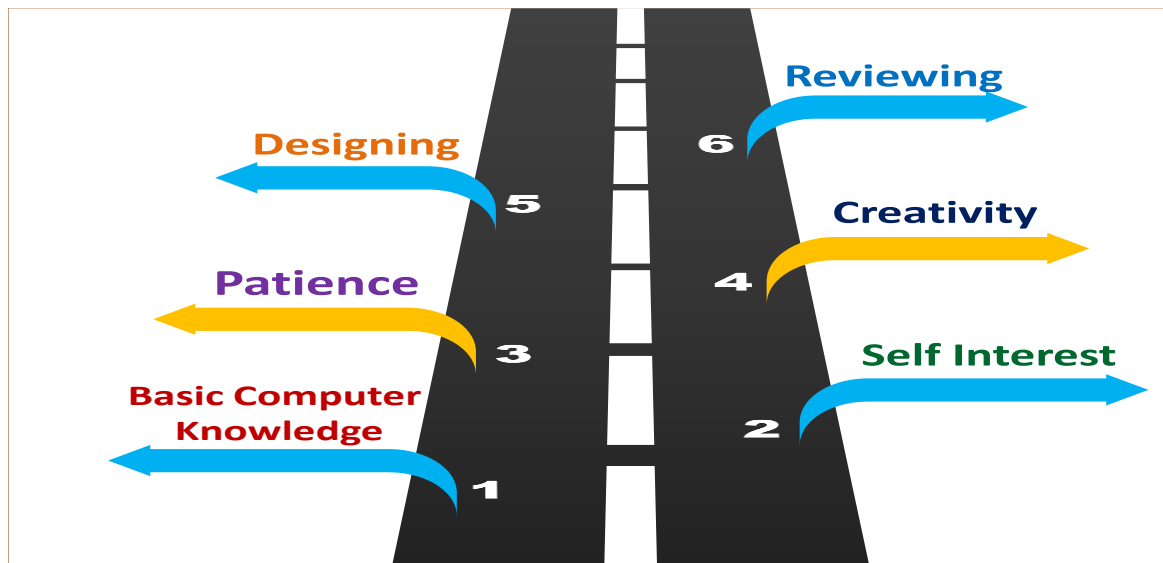 Reviewing
6
Designing
5
Creativity
4
Patience
3
Self Interest
2
Basic Computer
Knowledge
1